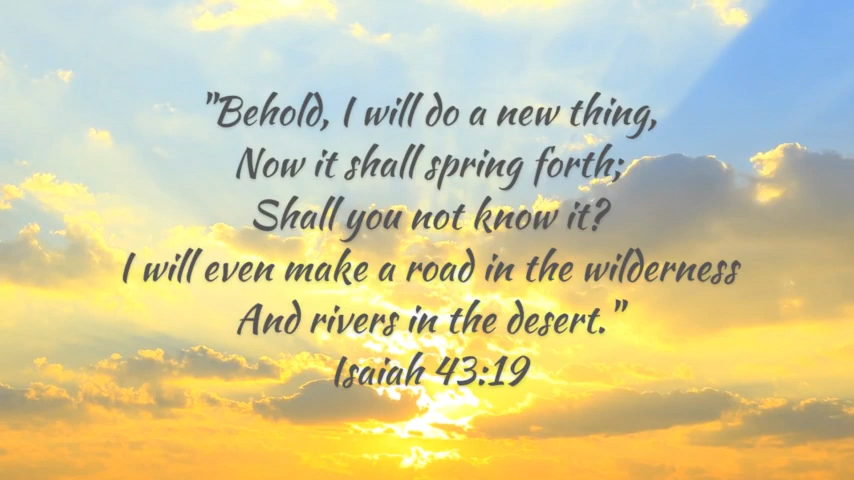 "Behold, I will do a new thing,
Now it shall spring forth;
Shall you not know it?
I will even make a road in the wilderness
And rivers in the desert."
Isaiah 43:19